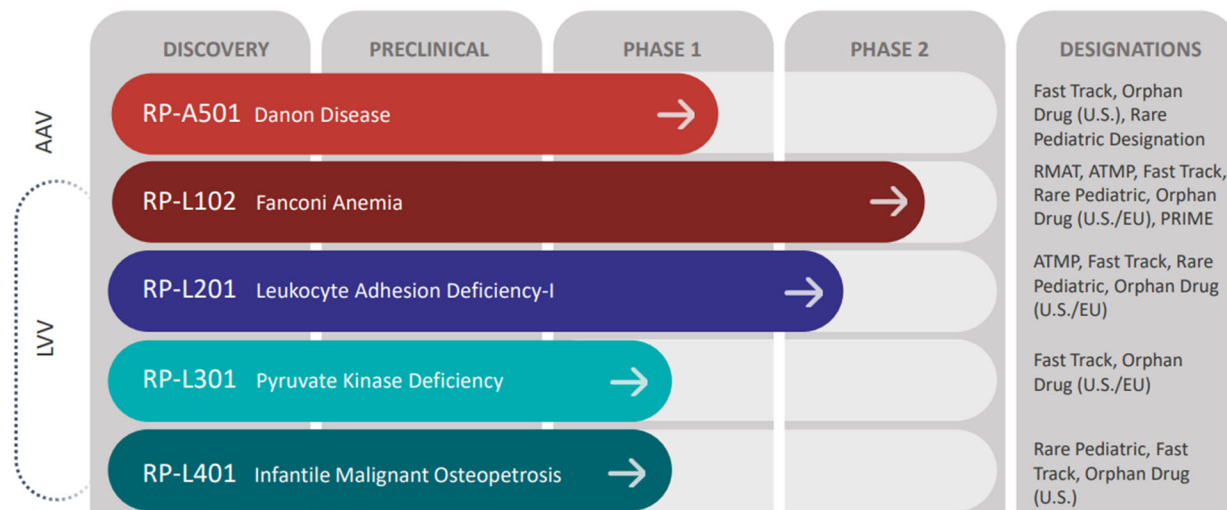 DISCOVERY PRECLINICAL PHASE 1 PHASE 2 DESIGNATIONS
AAV
RP-A501 Danon Disease
Fast Track, Orphan
Drug (U.S.), Rare
Pediatric Designation
LVV
RP-L102 Fanconi Anemia
RMAT, ATMP, Fast Track,
Rare Pediatric, Orphan
Drug (U.S./EU), PRIME
RP-L201 Leukocyte Adhesion Deficiency-I
ATMP, Fast Track, Rare
Pediatric, Orphan Drug
(U.S./EU)
RP-L301 Pyruvate Kinase Deficiency
Fast Track, Orphan
Drug (U.S./EU)
RP-L401 Infantile Malignant Osteopetrosis
Rare Pediatric, Fast
Track, Orphan Drug
(U.S.)